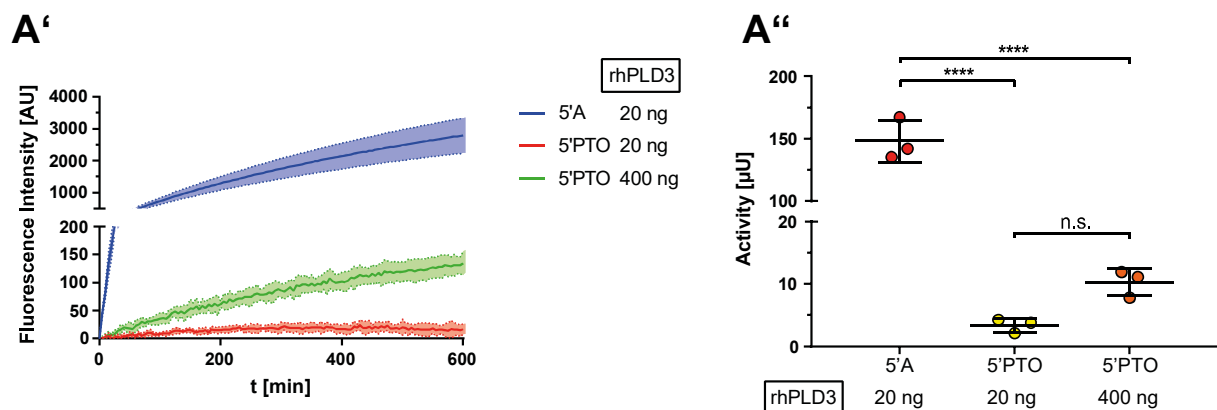 A‘
Fluorescence Intensity [AU]
4000
3000
2000
1000
200
150
100
50
0
0 200 400 600
t [min]
rhPLD3
5'A 20 ng
5'PTO 20 ng
5'PTO 400 ng
A“
Activity [µU]
200
150
100
20
10
0
****
****
n.s.
5'A 5'PTO 5'PTO
rhPLD3 20 ng 20 ng 400 ng